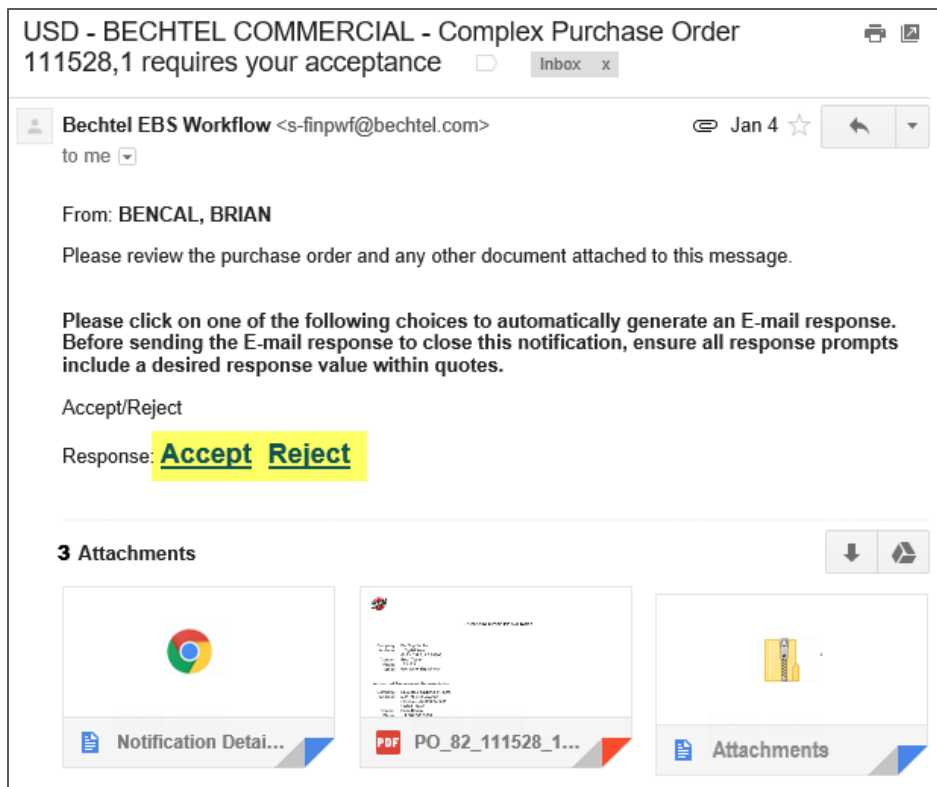 USD - BECHTEL COMMERCIAL - Complex Purchase Order
111528,1 requires your acceptance Inbox x
Bechtel EBS Workflow <s-finpwf@bechtel.com> Jan 4
to me
From: BENCAL, BRIAN
Please review the purchase order and any other document attached to this message.
Please click on one of the following choices to automatically generate an E-mail response.
Before sending the E-mail response to close this notification, ensure all response prompts
include a desired response value within quotes.
Accept/Reject
Response: Accept Reject
3 Attachments
Notification Detai...
PDF PO_82_111528_1...
Attachments